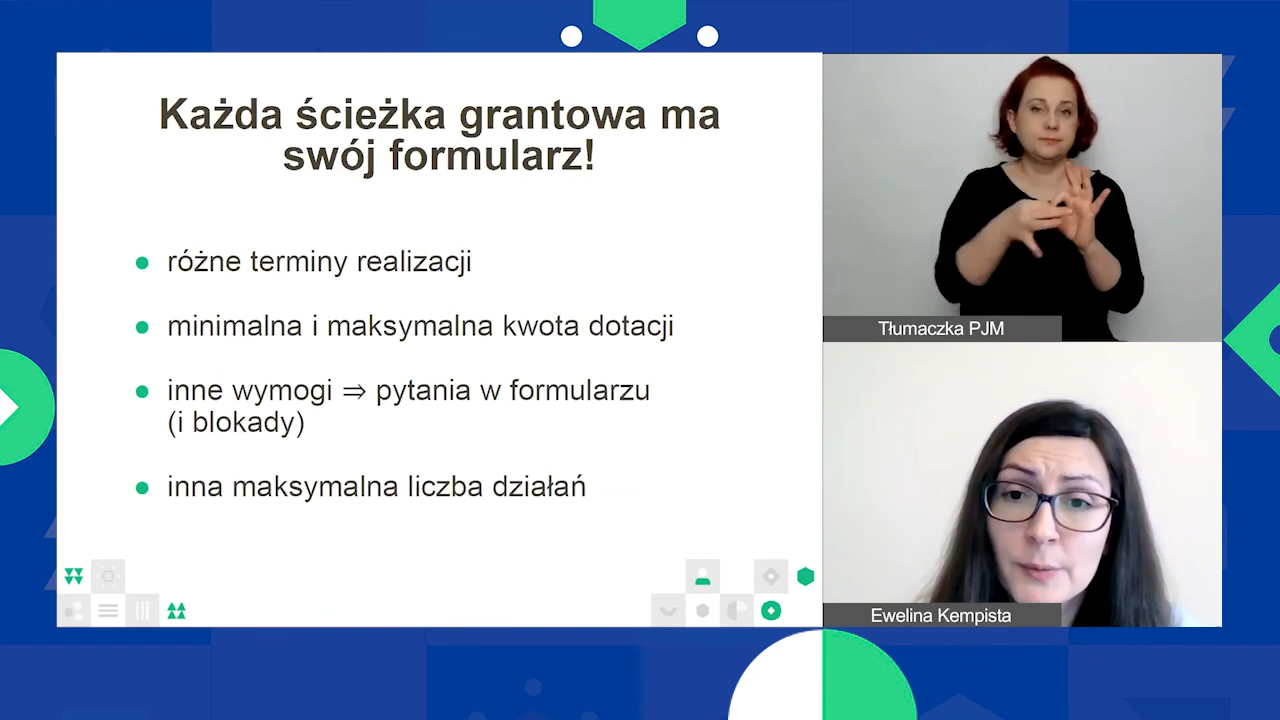 Każda ścieżka grantowa ma
swój formularz!
● różne terminy realizacji
● minimalna i maksymalna kwota dotacji
● inne wymogi ⇒ pytania w formularzu
(i blokady)
● inna maksymalna liczba działań
Tłumaczka PJM
Ewelina Kempista